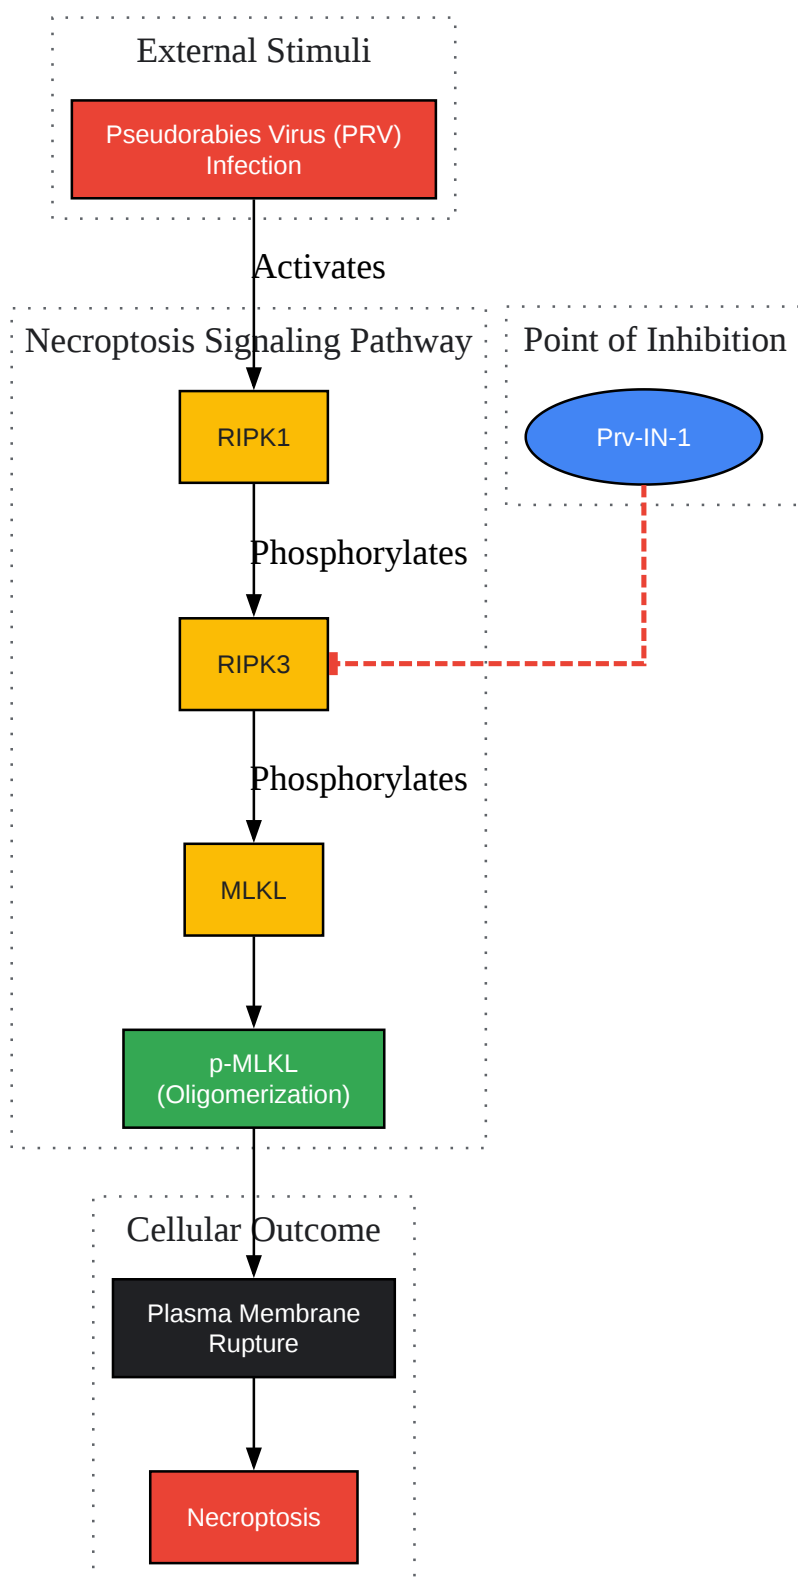 External Stimuli
Pseudorabies Virus (PRV)
Infection
Activates
Necroptosis Signaling Pathway
Point of Inhibition
RIPK1
Prv-IN-1
Phosphorylates
RIPK3
Phosphorylates
MLKL
p-MLKL
(Oligomerization)
Cellular Outcome
Plasma Membrane
Rupture
Necroptosis